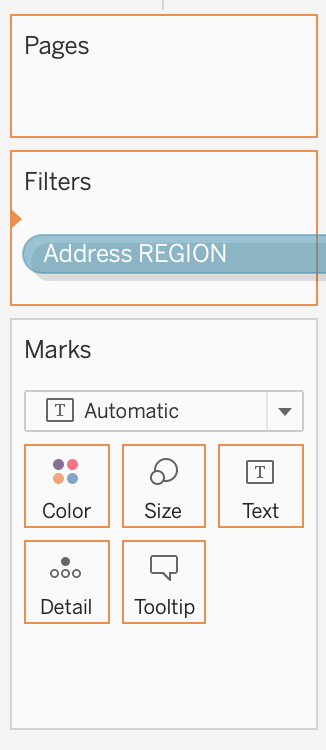 Pages
Filters
Address REGION
Marks
T Automatic
Color
Size
T
Text
Detail
Tooltip